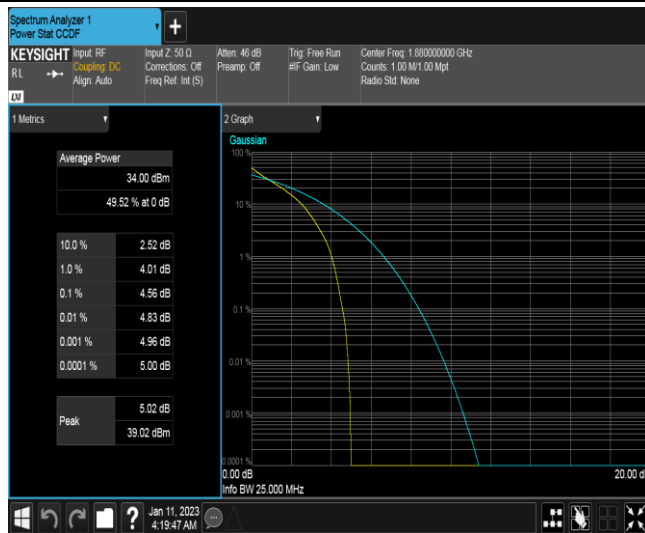 Spectrum Analyzer 1
Power Stat CCDF
+
KEYSIGHT
RL
LXI
Input: RF
Coupling: DC
Align: Auto
Input Z: 50 Ω
Corrections: Off
Freq Ref: Int (S)
Atten: 46 dB
Preamp: Off
Trig: Free Run
#IF Gain: Low
Center Freq: 1.880000000 GHz
Counts: 1.00 M/1.00 Mpt
Radio Std: None
1 Metrics
Average Power
34.00 dBm
49.52 % at 0 dB
10.0 % 2.52 dB
1.0 % 4.01 dB
0.1 % 4.56 dB
0.01 % 4.83 dB
0.001 % 4.96 dB
0.0001 % 5.00 dB
Peak
5.02 dB
39.02 dBm
2 Graph
Gaussian
100 %
10 %
1 %
0.1 %
0.01 %
0.001 %
0.0001 %
0.00 dB
20.00 d
Info BW 25.000 MHz
?
Jan 11, 2023
4:19:47 AM